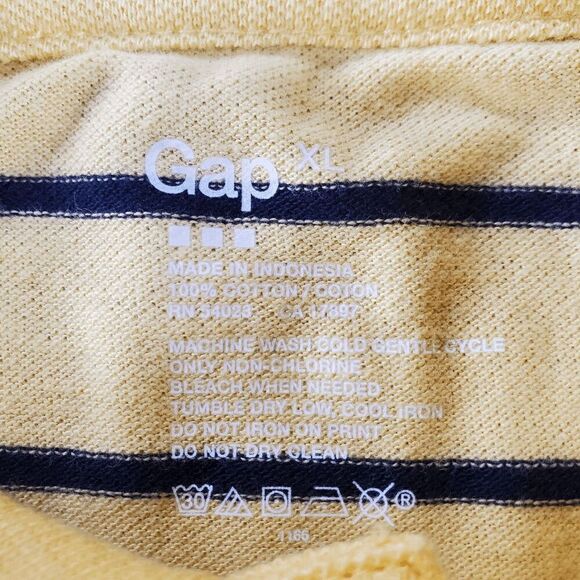 Gap XL
MADE IN INDONESIA
100% COTTON / COTON
RN 54023 CA 17897
MACHINE WASH COLD GENTLE CYCLE
ONLY NON-CHLORINE
BLEACH WHEN NEEDED
TUMBLE DRY LOW, COOL IRON
DO NOT IRON ON PRINT
DO NOT DRY CLEAN
30 ®